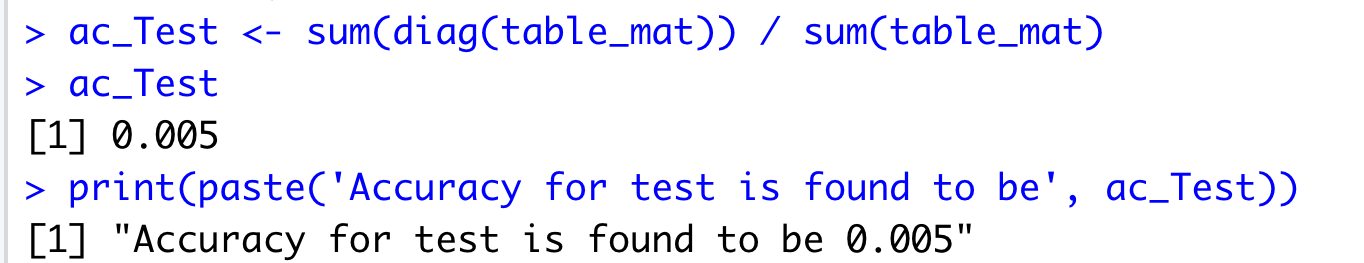 > ac_Test <- sum(diag(table_mat)) / sum(table_mat)
> ac_Test
[1] 0.005
> print(paste('Accuracy for test is found to be', ac_Test))
[1] "Accuracy for test is found to be 0.005"